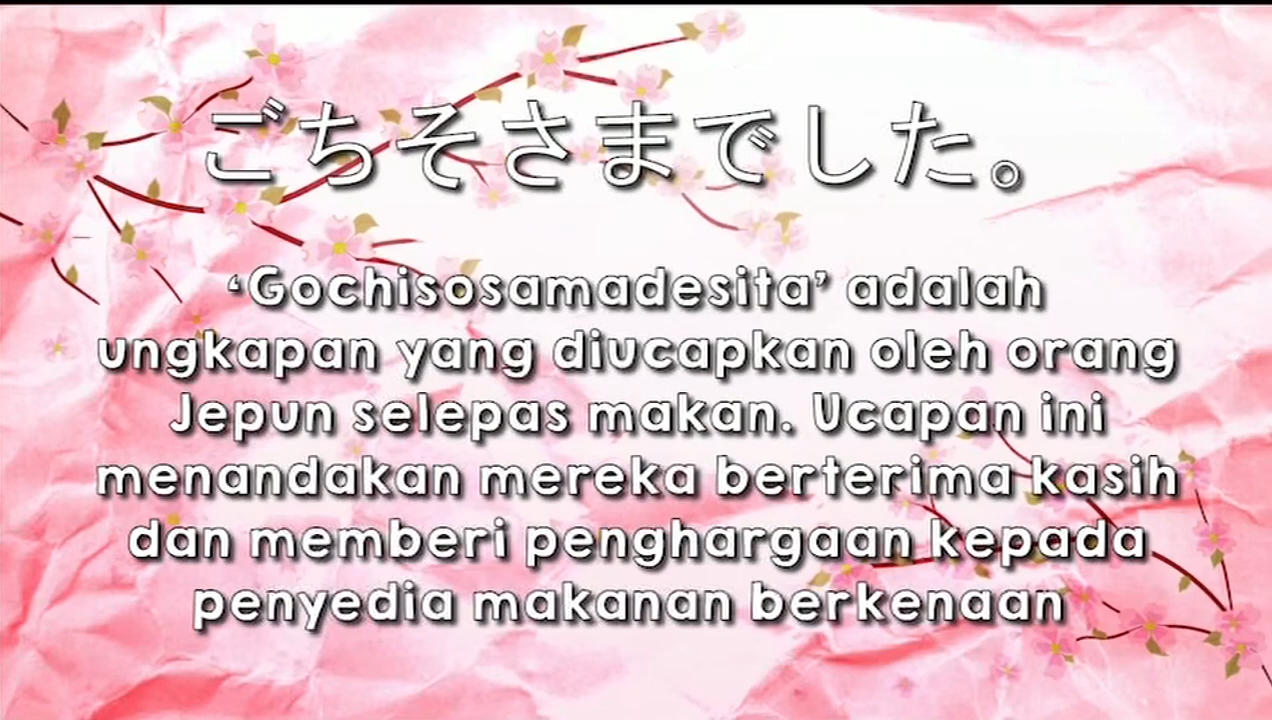 ごちそさまでした。
‘Gochisosamadesita’ adalah
ungkapan yang diucapkan oleh orang
Jepun selepas makan. Ucapan ini
menandakan mereka berterima kasih
dan memberi penghargaan kepada
penyedia makanan berkenaan